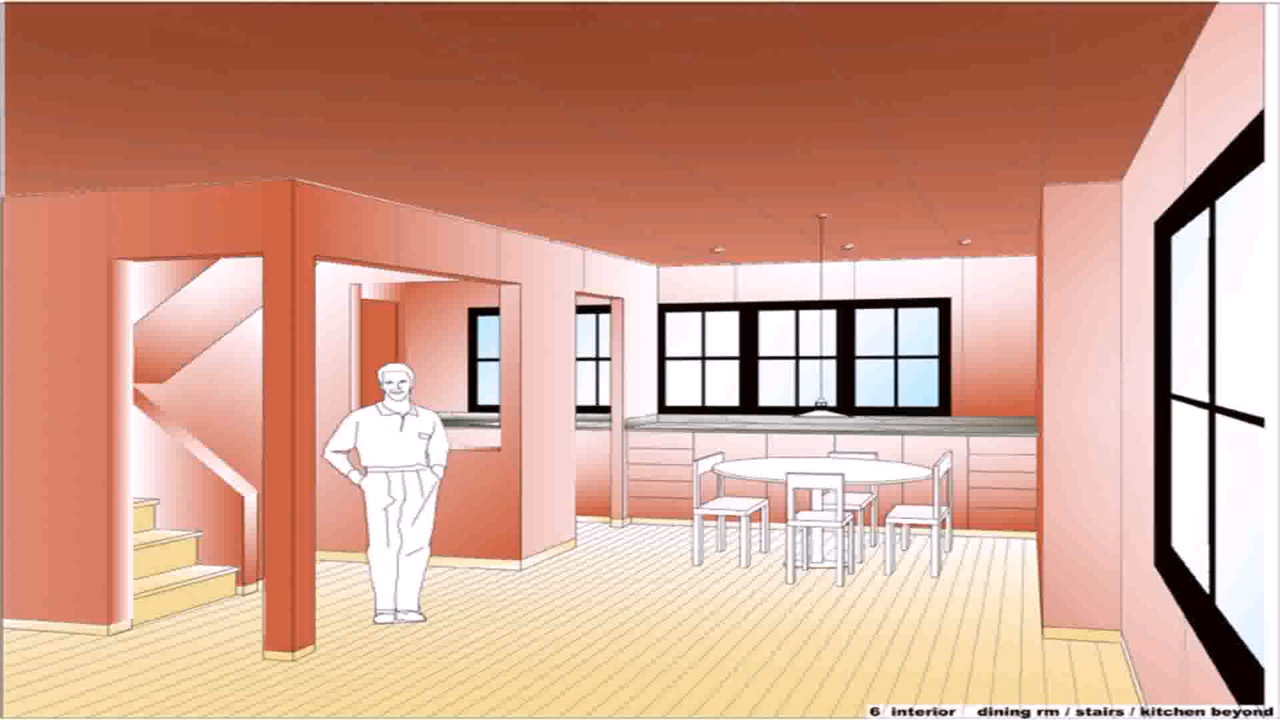 6 interior dining rm / stairs / kitchen beyond